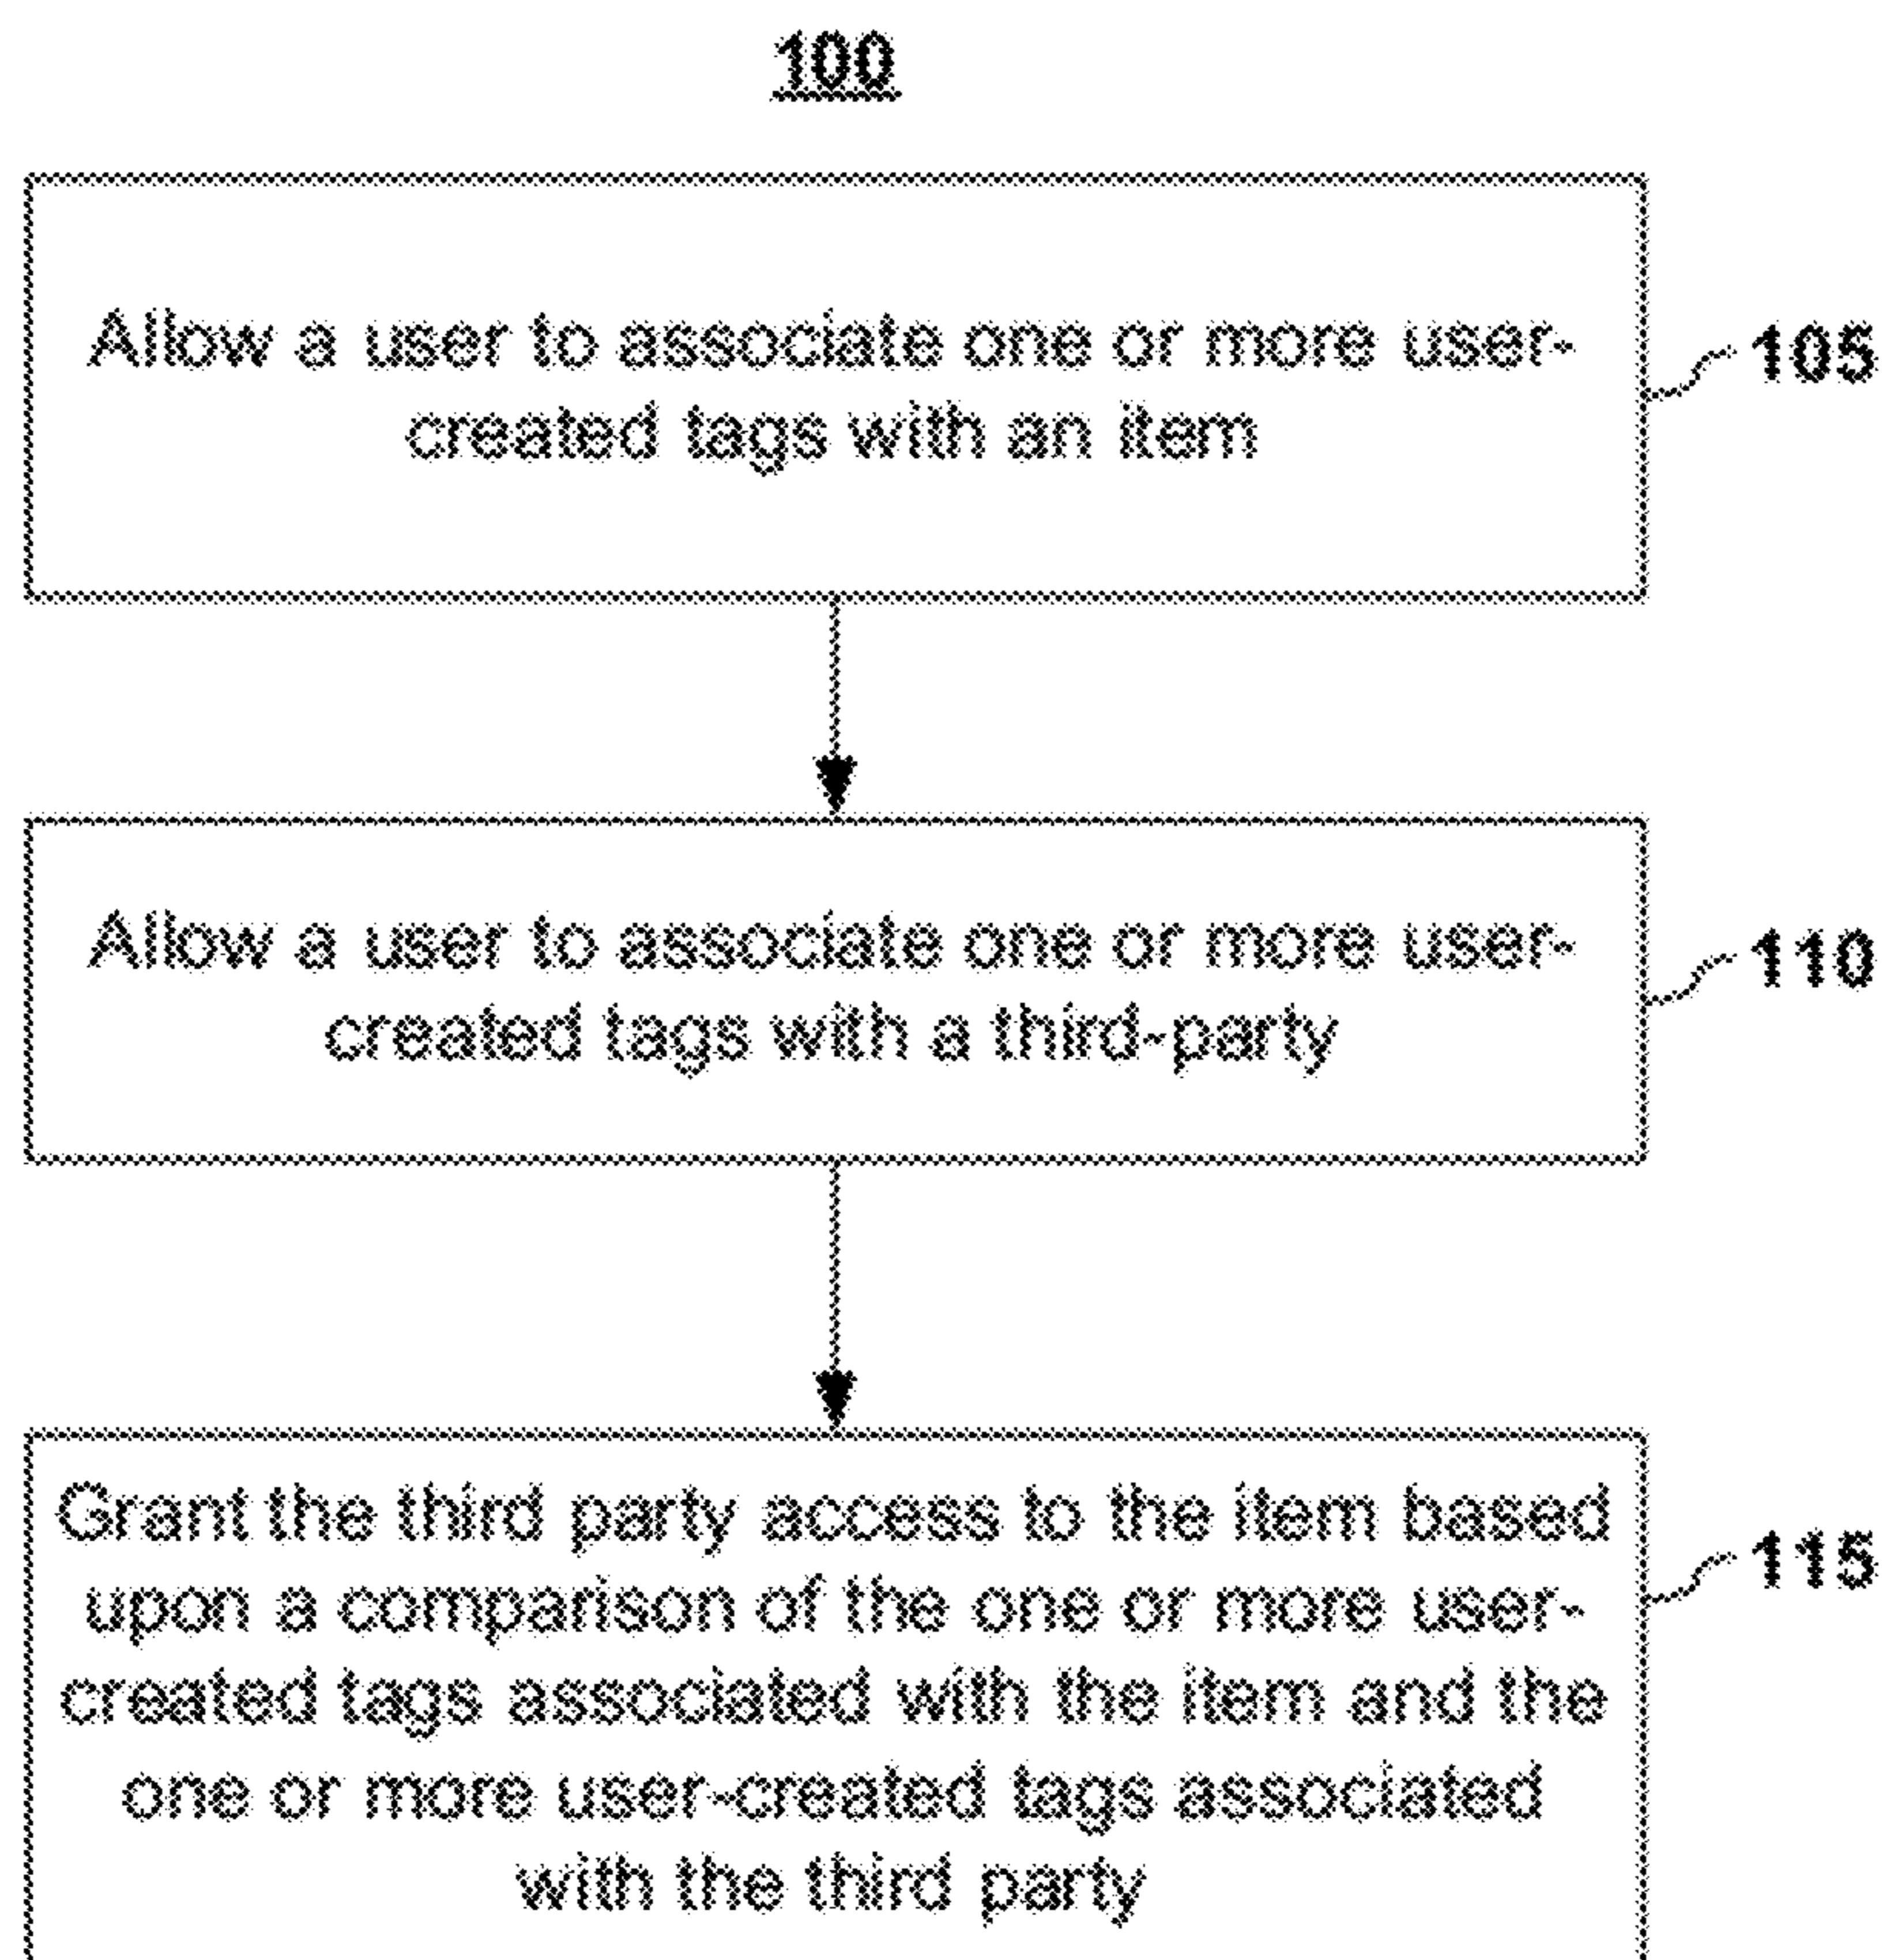 100
Allow a user to associate one or more user-
created tags with an item
105
Allow a user to associate one or more user-
created tags with a third-party
110
Grant the third party access to the item based
upon a comparison of the one or more user-
created tags associated with the item and the
one or more user-created tags associated
with the third party
115